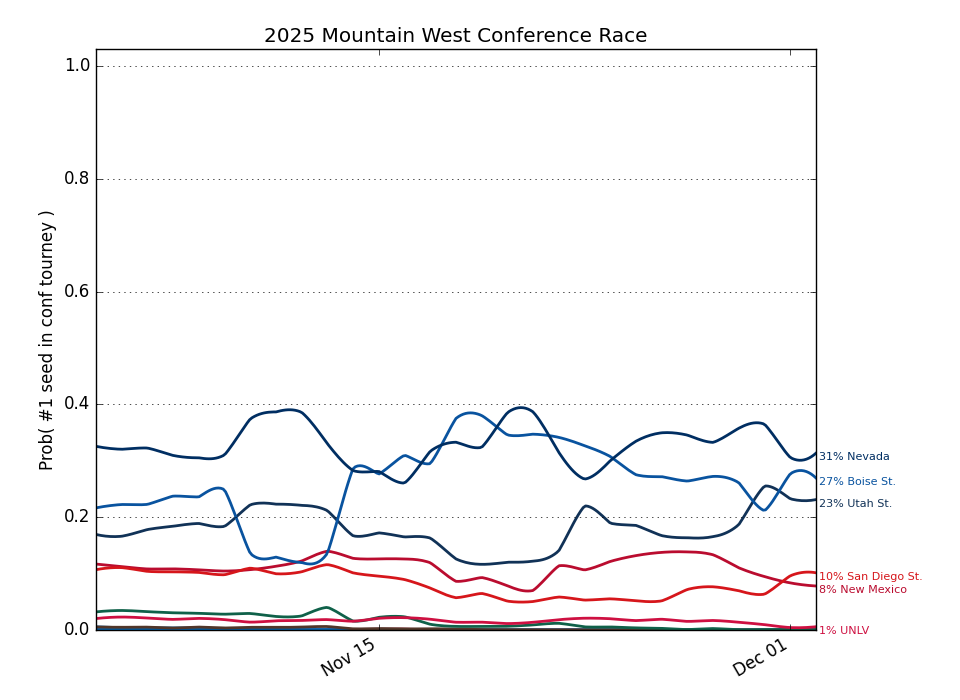 2025 Mountain West Conference Race
Prob( #1 seed in conf tourney )
1.0
0.8
0.6
0.4
0.2
0.0
Nov 15
Dec 01
31% Nevada
27% Boise St.
23% Utah St.
10% San Diego St.
8% New Mexico
1% UNLV